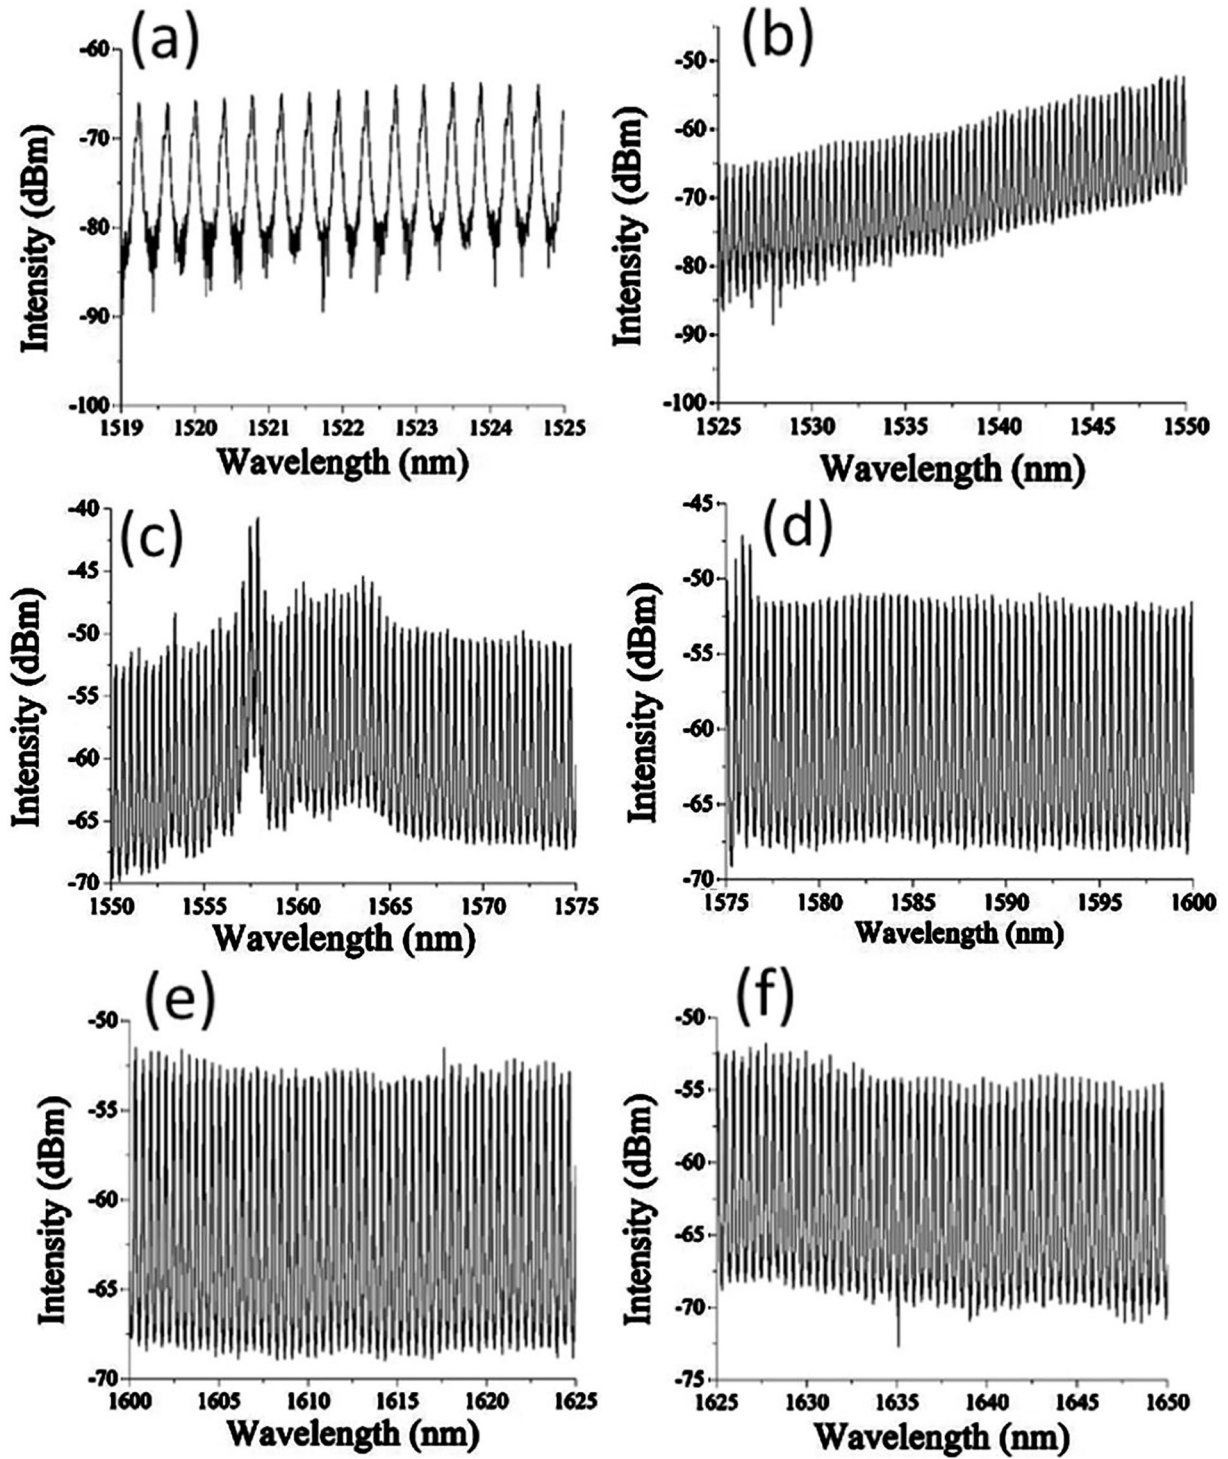 (a)
-60
-70
-80
-90
-100
Intensity (dBm)
1519 1520 1521 1522 1523 1524 1525
Wavelength (nm)
(b)
-50
-60
-70
-80
-90
-100
Intensity (dBm)
1525 1530 1535 1540 1545 1550
Wavelength (nm)
(c)
-40
-45
-50
-55
-60
-65
-70
Intensity (dBm)
1550 1555 1560 1565 1570 1575
Wavelength (nm)
(d)
-45
-50
-55
-60
-65
-70
Intensity (dBm)
1575 1580 1585 1590 1595 1600
Wavelength (nm)
(e)
-50
-55
-60
-65
-70
Intensity (dBm)
1600 1605 1610 1615 1620 1625
Wavelength (nm)
(f)
-50
-55
-60
-65
-70
-75
Intensity (dBm)
1625 1630 1635 1640 1645 1650
Wavelength (nm)